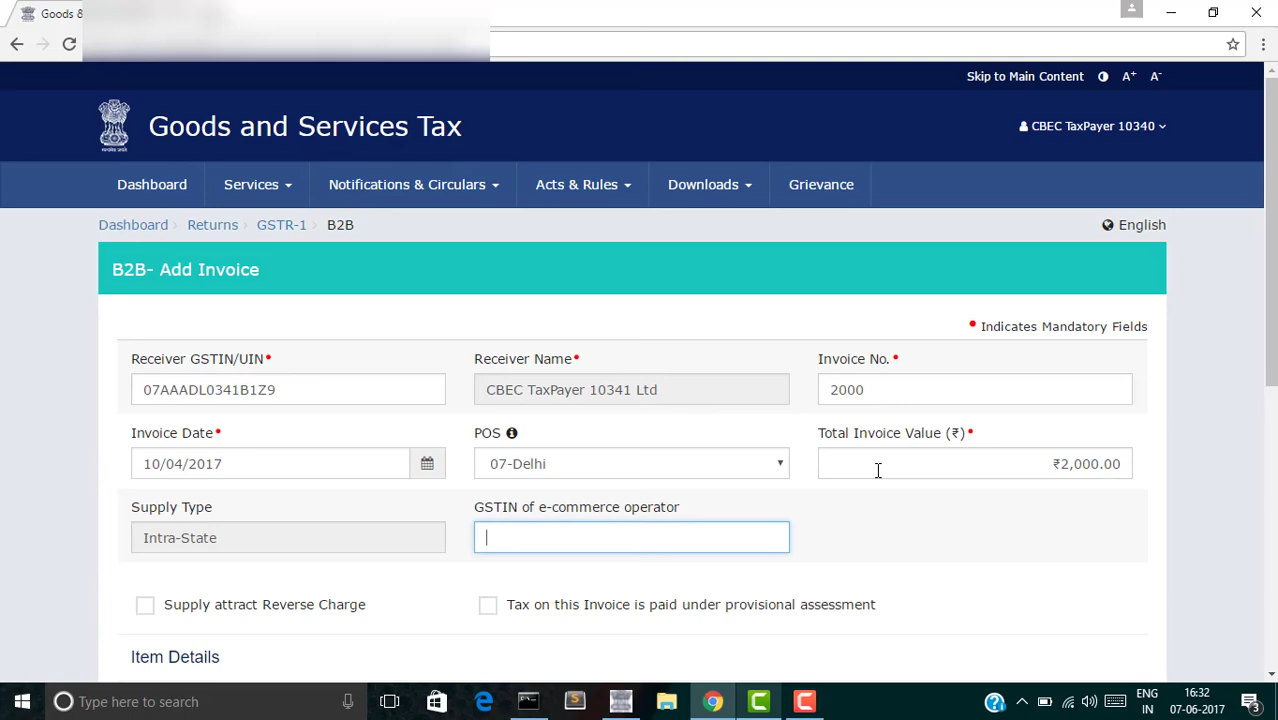 Goods &
Skip to Main Content A+ A-
Goods and Services Tax
CBEC TaxPayer 10340
Dashboard Services Notifications & Circulars Acts & Rules Downloads Grievance
Dashboard Returns GSTR-1 B2B
English
B2B- Add Invoice
• Indicates Mandatory Fields
Receiver GSTIN/UIN• Receiver Name• Invoice No.•
07AAADL0341B1Z9 CBEC TaxPayer 10341 Ltd 2000
Invoice Date• POS Total Invoice Value (₹)•
10/04/2017 07-Delhi ₹2,000.00
Supply Type GSTIN of e-commerce operator
Intra-State
Supply attract Reverse Charge Tax on this Invoice is paid under provisional assessment
Item Details
Type here to search
ENG 16:32
IN 07-06-2017
3